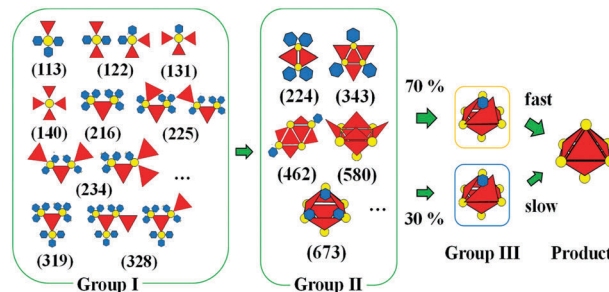 (113) (122) (131)
(224) (343)
70 %
fast
(140) (216) (225)
(462) (580)
(234)
...
...
30 %
slow
(319) (328)
(673)
Group III Product
Group I
Group II